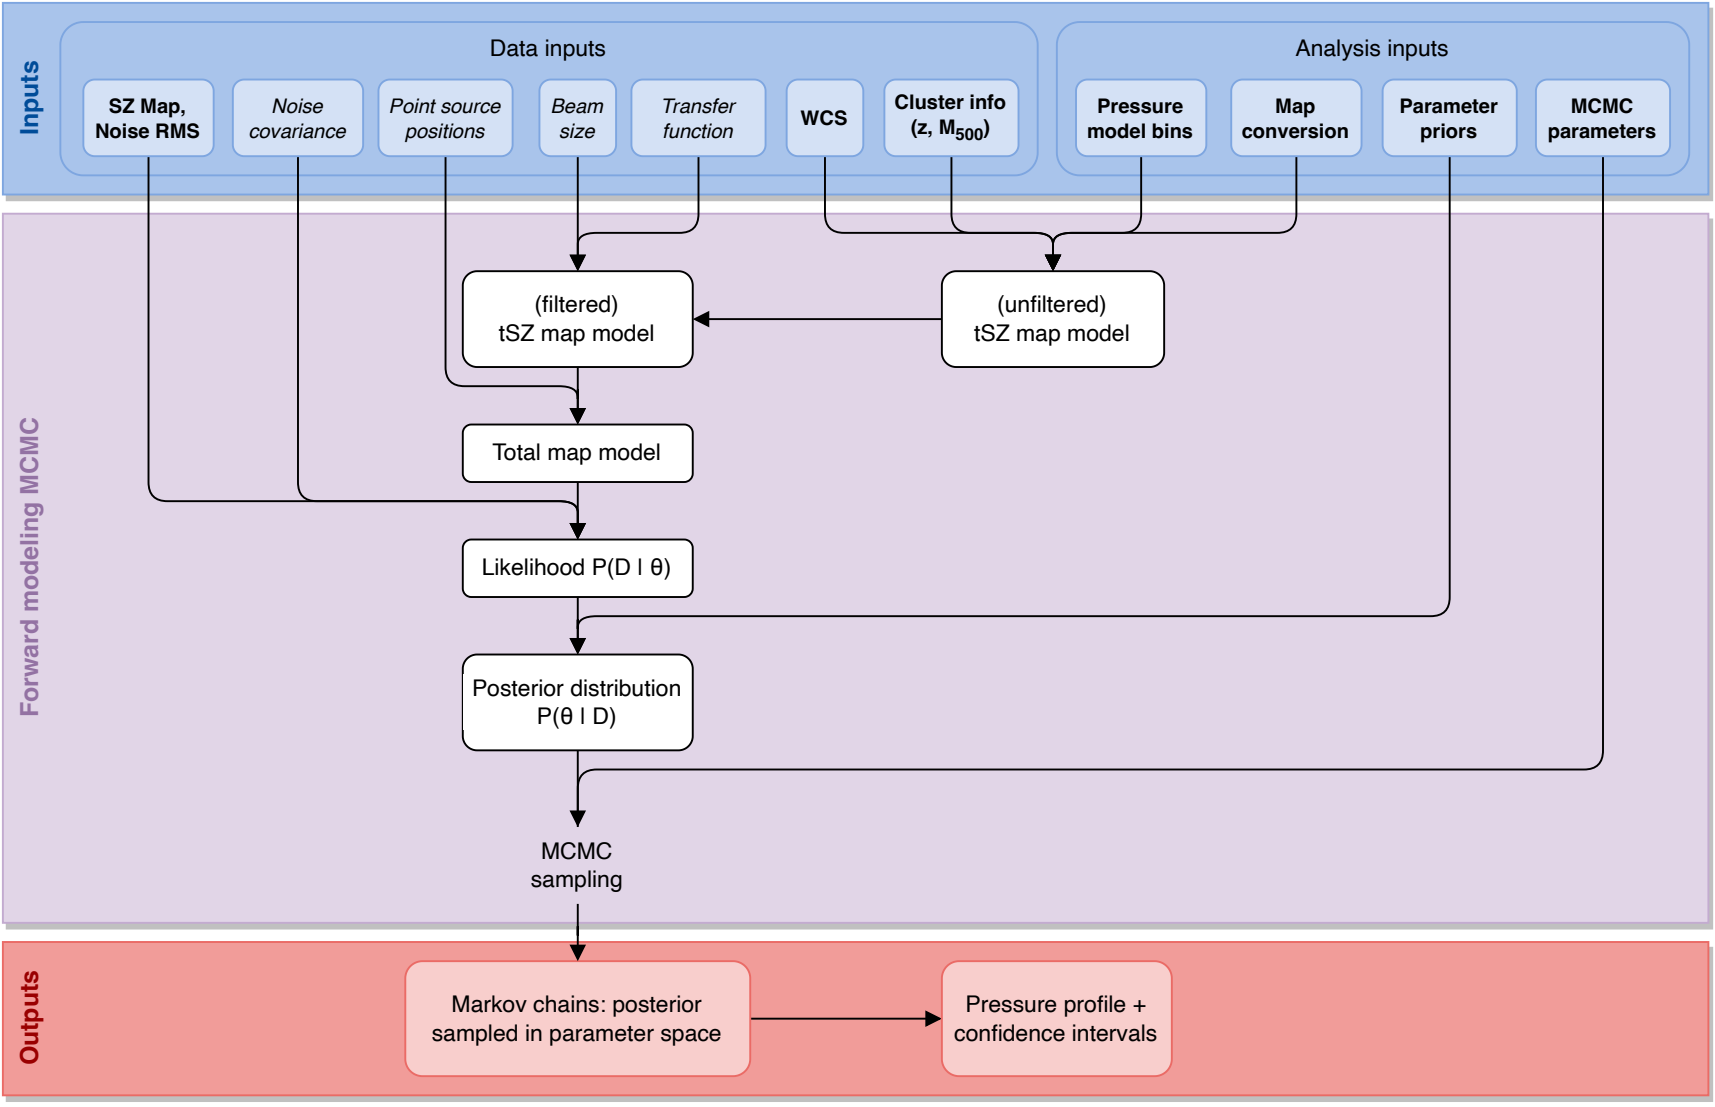 Inputs
Data inputs
Analysis inputs
SZ Map,
Noise RMS
Noise
covariance
Point source
positions
Beam
size
Transfer
function
WCS
Cluster info
(z, M500)
Pressure
model bins
Map
conversion
Parameter
priors
MCMC
parameters
Forward modeling MCMC
(filtered)
tSZ map model
(unfiltered)
tSZ map model
Total map model
Likelihood P(D | θ)
Posterior distribution
P(θ | D)
MCMC
sampling
Outputs
Markov chains: posterior
sampled in parameter space
Pressure profile +
confidence intervals